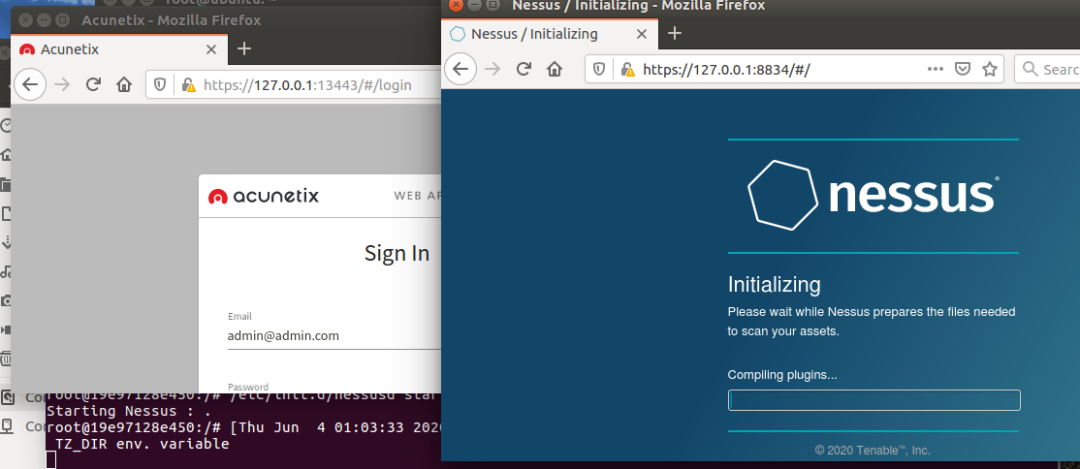 root@ubuntu: ~
Acunetix - Mozilla Firefox
Acunetix
https://127.0.0.1:13443/#/login
acunetix
WEB AP
Sign In
Email
admin@admin.com
Password
Co
Co
root@19e97128e450:/# /etc/init.d/nessusd star
Starting Nessus : .
root@19e97128e450:/# [Thu Jun  4 01:03:33 2020
TZ_DIR env. variable
Nessus / Initializing - Mozilla Firefox
Nessus / Initializing
https://127.0.0.1:8834/#/
Searc
nessus
Initializing
Please wait while Nessus prepares the files needed
to scan your assets.
Compiling plugins...
© 2020 Tenable™, Inc.